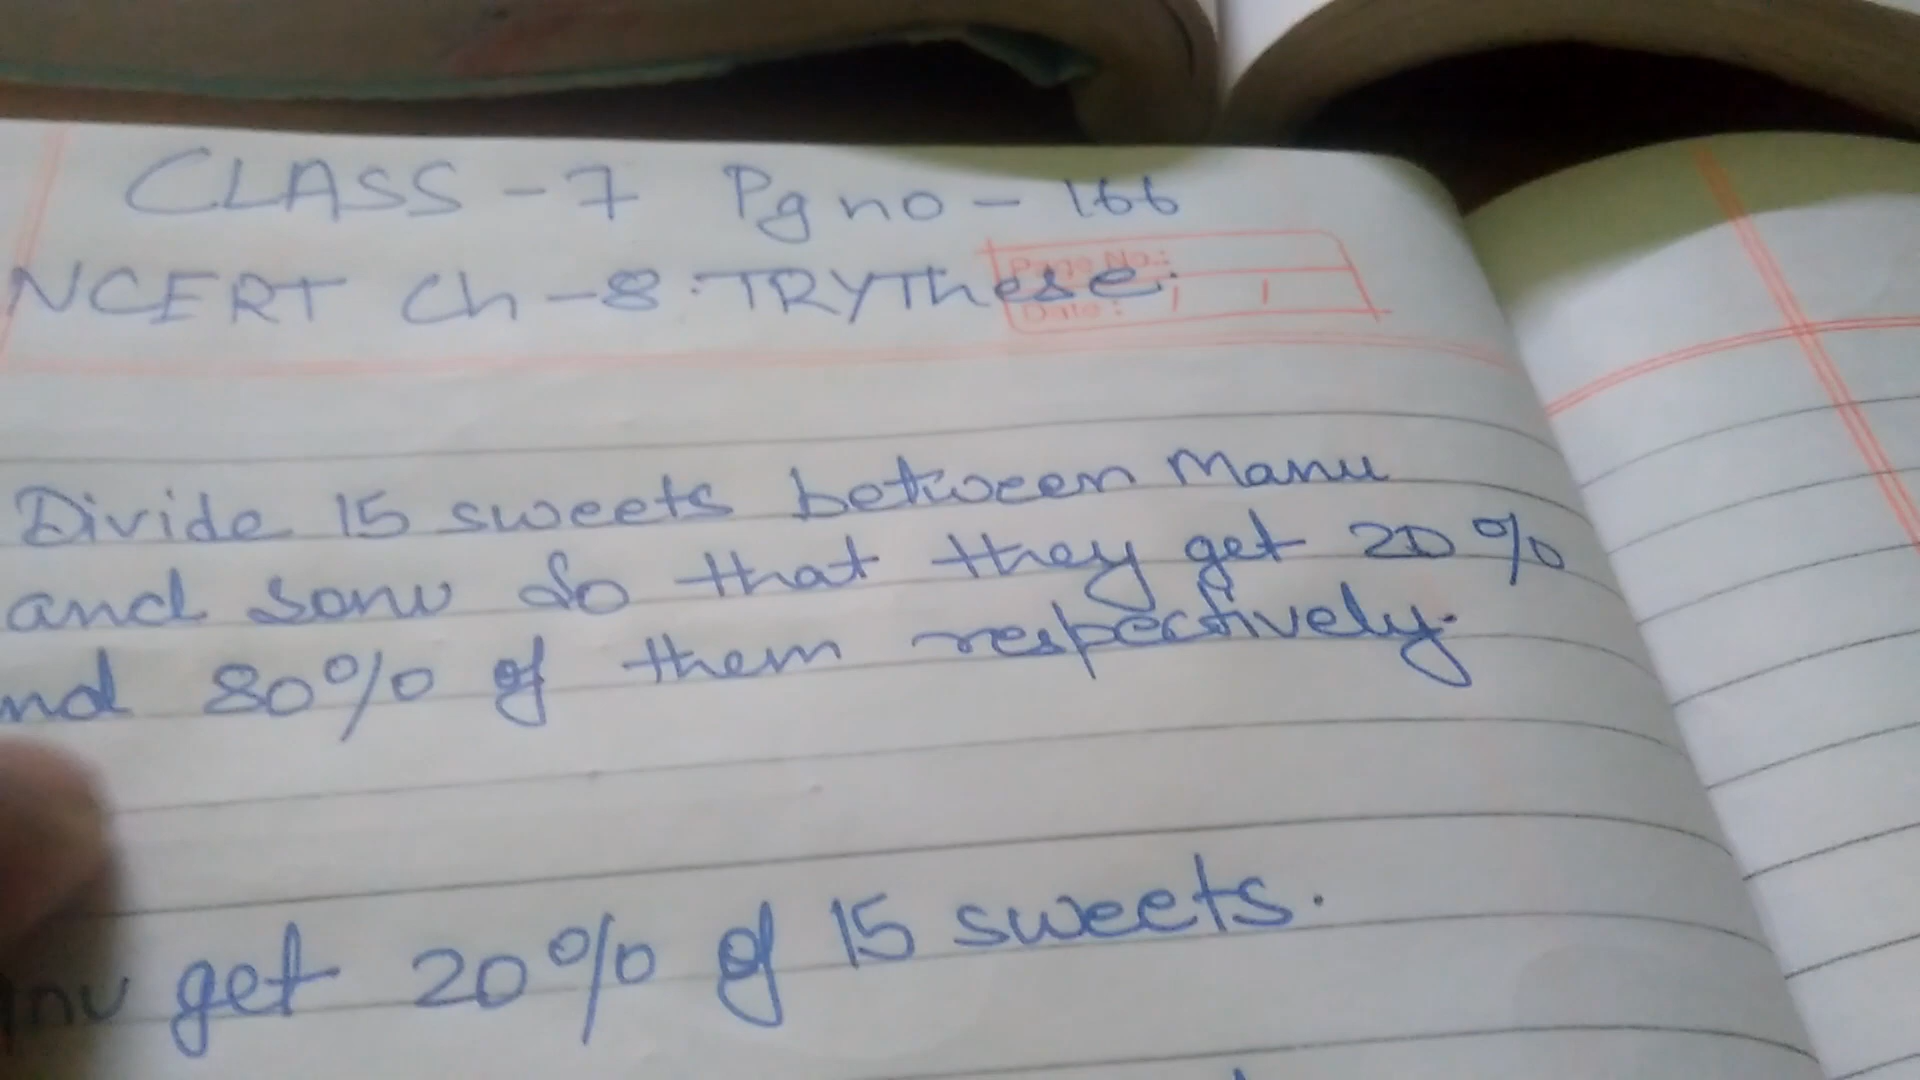 CLASS - 7 Pg no - 166
NCERT Ch - 8 : TRY These.
Page No.:
Date :
Divide 15 sweets between Manu
and sonu so that they get 20%
nd 80% of them respectively.
anu get 20% of 15 sweets.